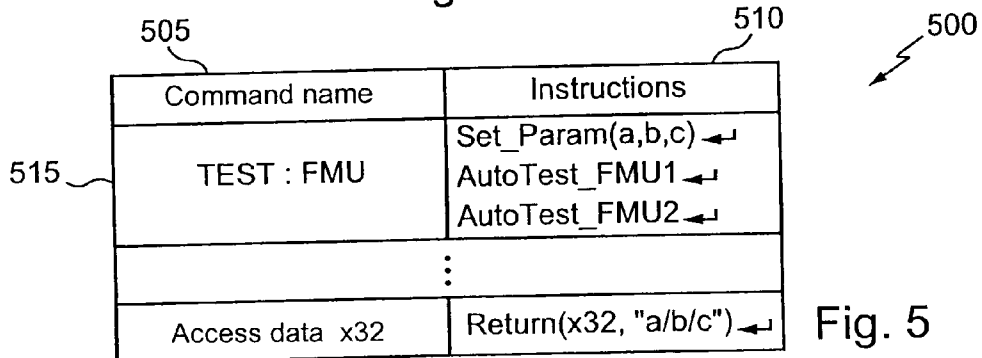 505
510
500
Command name Instructions
515
TEST : FMU
Set_Param(a,b,c)↵
AutoTest_FMU1↵
AutoTest_FMU2↵
⋮
Access data x32 Return(x32, "a/b/c")↵
Fig. 5